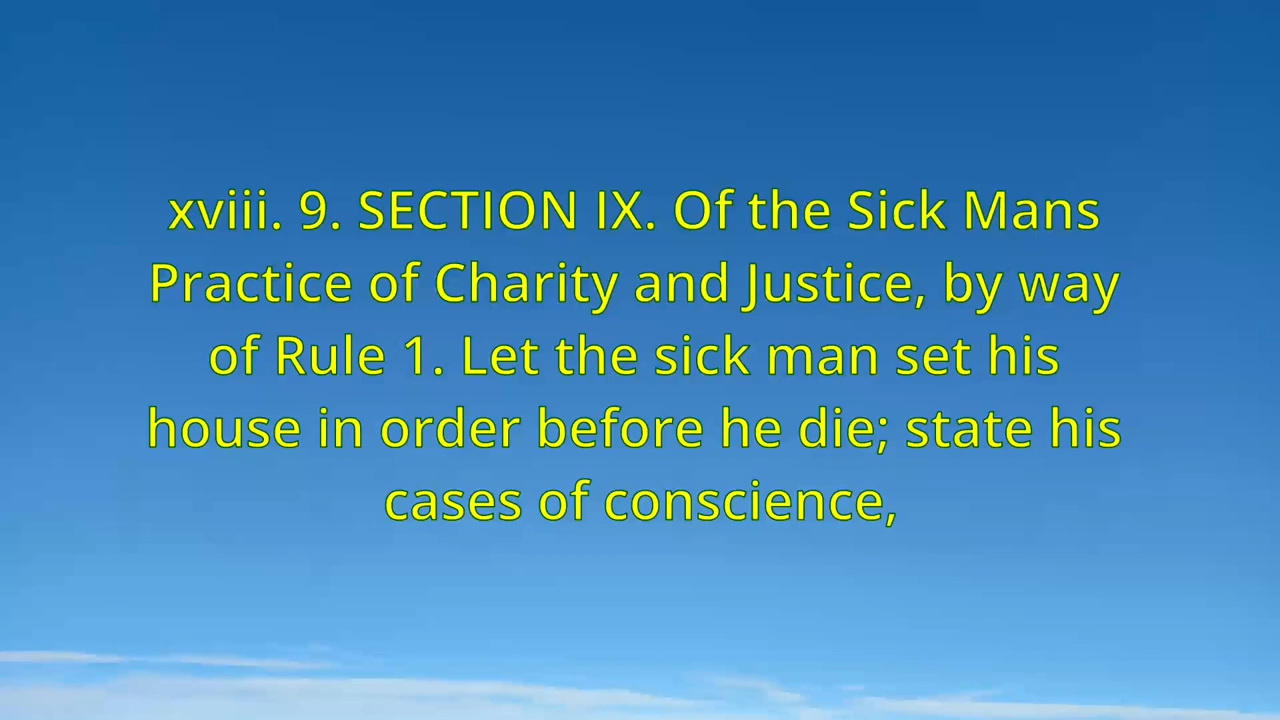 xviii. 9. SECTION IX. Of the Sick Mans
Practice of Charity and Justice, by way
of Rule 1. Let the sick man set his
house in order before he die; state his
cases of conscience,